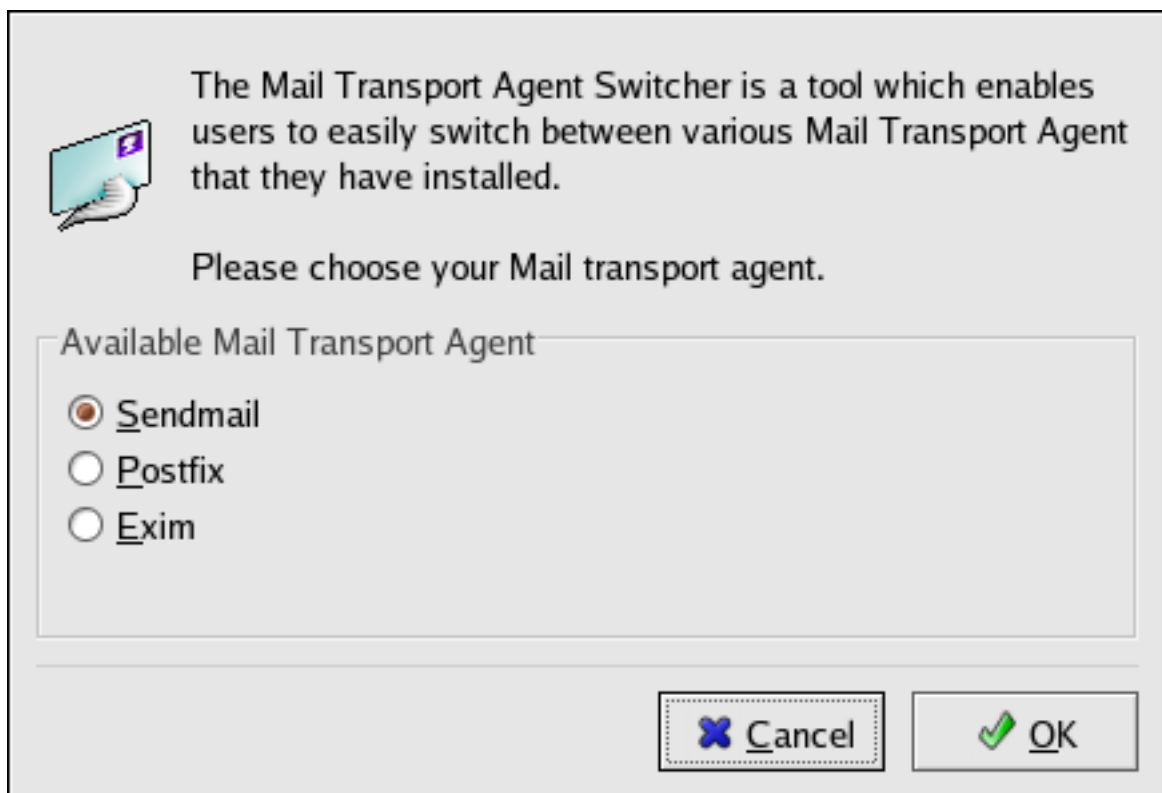 The Mail Transport Agent Switcher is a tool which enables
users to easily switch between various Mail Transport Agent
that they have installed.
Please choose your Mail transport agent.
Available Mail Transport Agent
Sendmail
Postfix
Exim
Cancel
OK